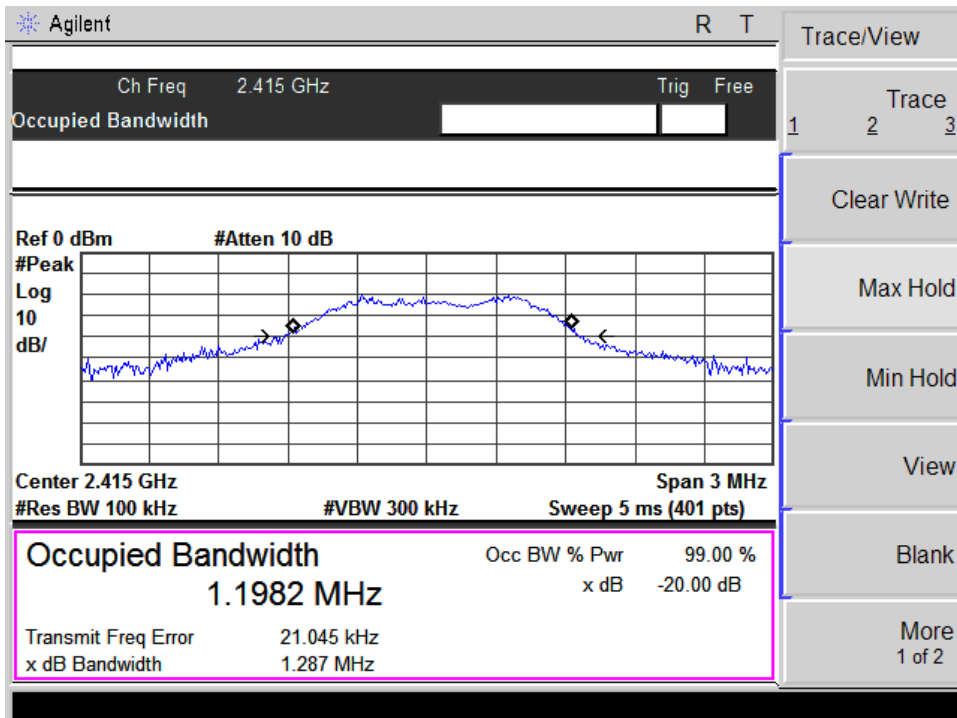 Agilent
R T
Ch Freq 2.415 GHz
Trig Free
Occupied Bandwidth
Ref 0 dBm
#Atten 10 dB
#Peak
Log
10
dB/
Center 2.415 GHz
Span 3 MHz
#Res BW 100 kHz
#VBW 300 kHz
Sweep 5 ms (401 pts)
Occupied Bandwidth
1.1982 MHz
Occ BW % Pwr 99.00 %
x dB -20.00 dB
Transmit Freq Error 21.045 kHz
x dB Bandwidth 1.287 MHz
Trace/View
Trace
1 2 3
Clear Write
Max Hold
Min Hold
View
Blank
More
1 of 2